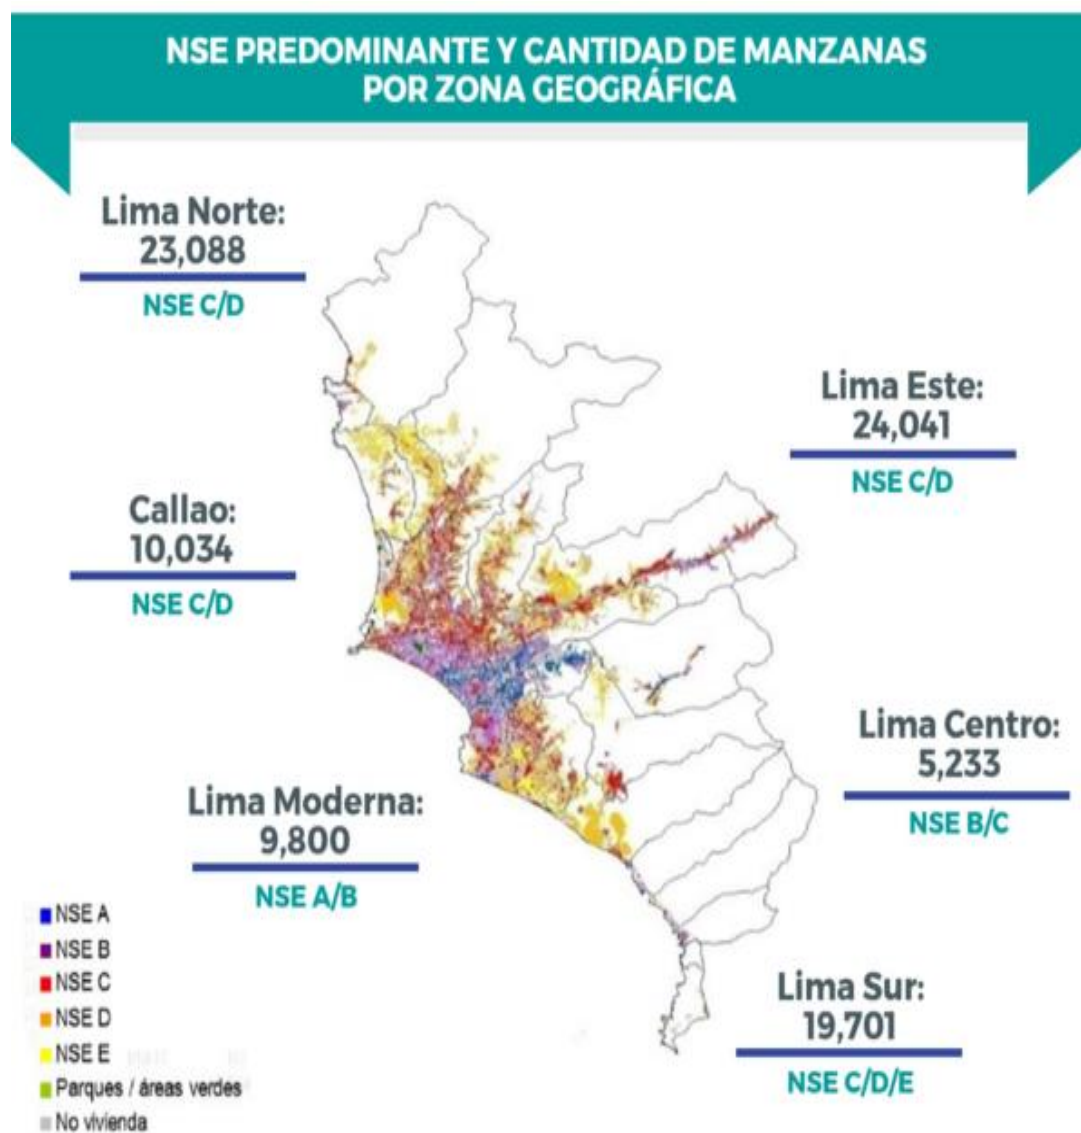 NSE PREDOMINANTE Y CANTIDAD DE MANZANAS
POR ZONA GEOGRÁFICA
Lima Norte:
23,088
NSE C/D
Lima Este:
24,041
NSE C/D
Callao:
10,034
NSE C/D
Lima Centro:
5,233
NSE B/C
Lima Moderna:
9,800
NSE A/B
Lima Sur:
19,701
NSE C/D/E
NSE A
NSE B
NSE C
NSE D
NSE E
Parques / áreas verdes
No vivienda